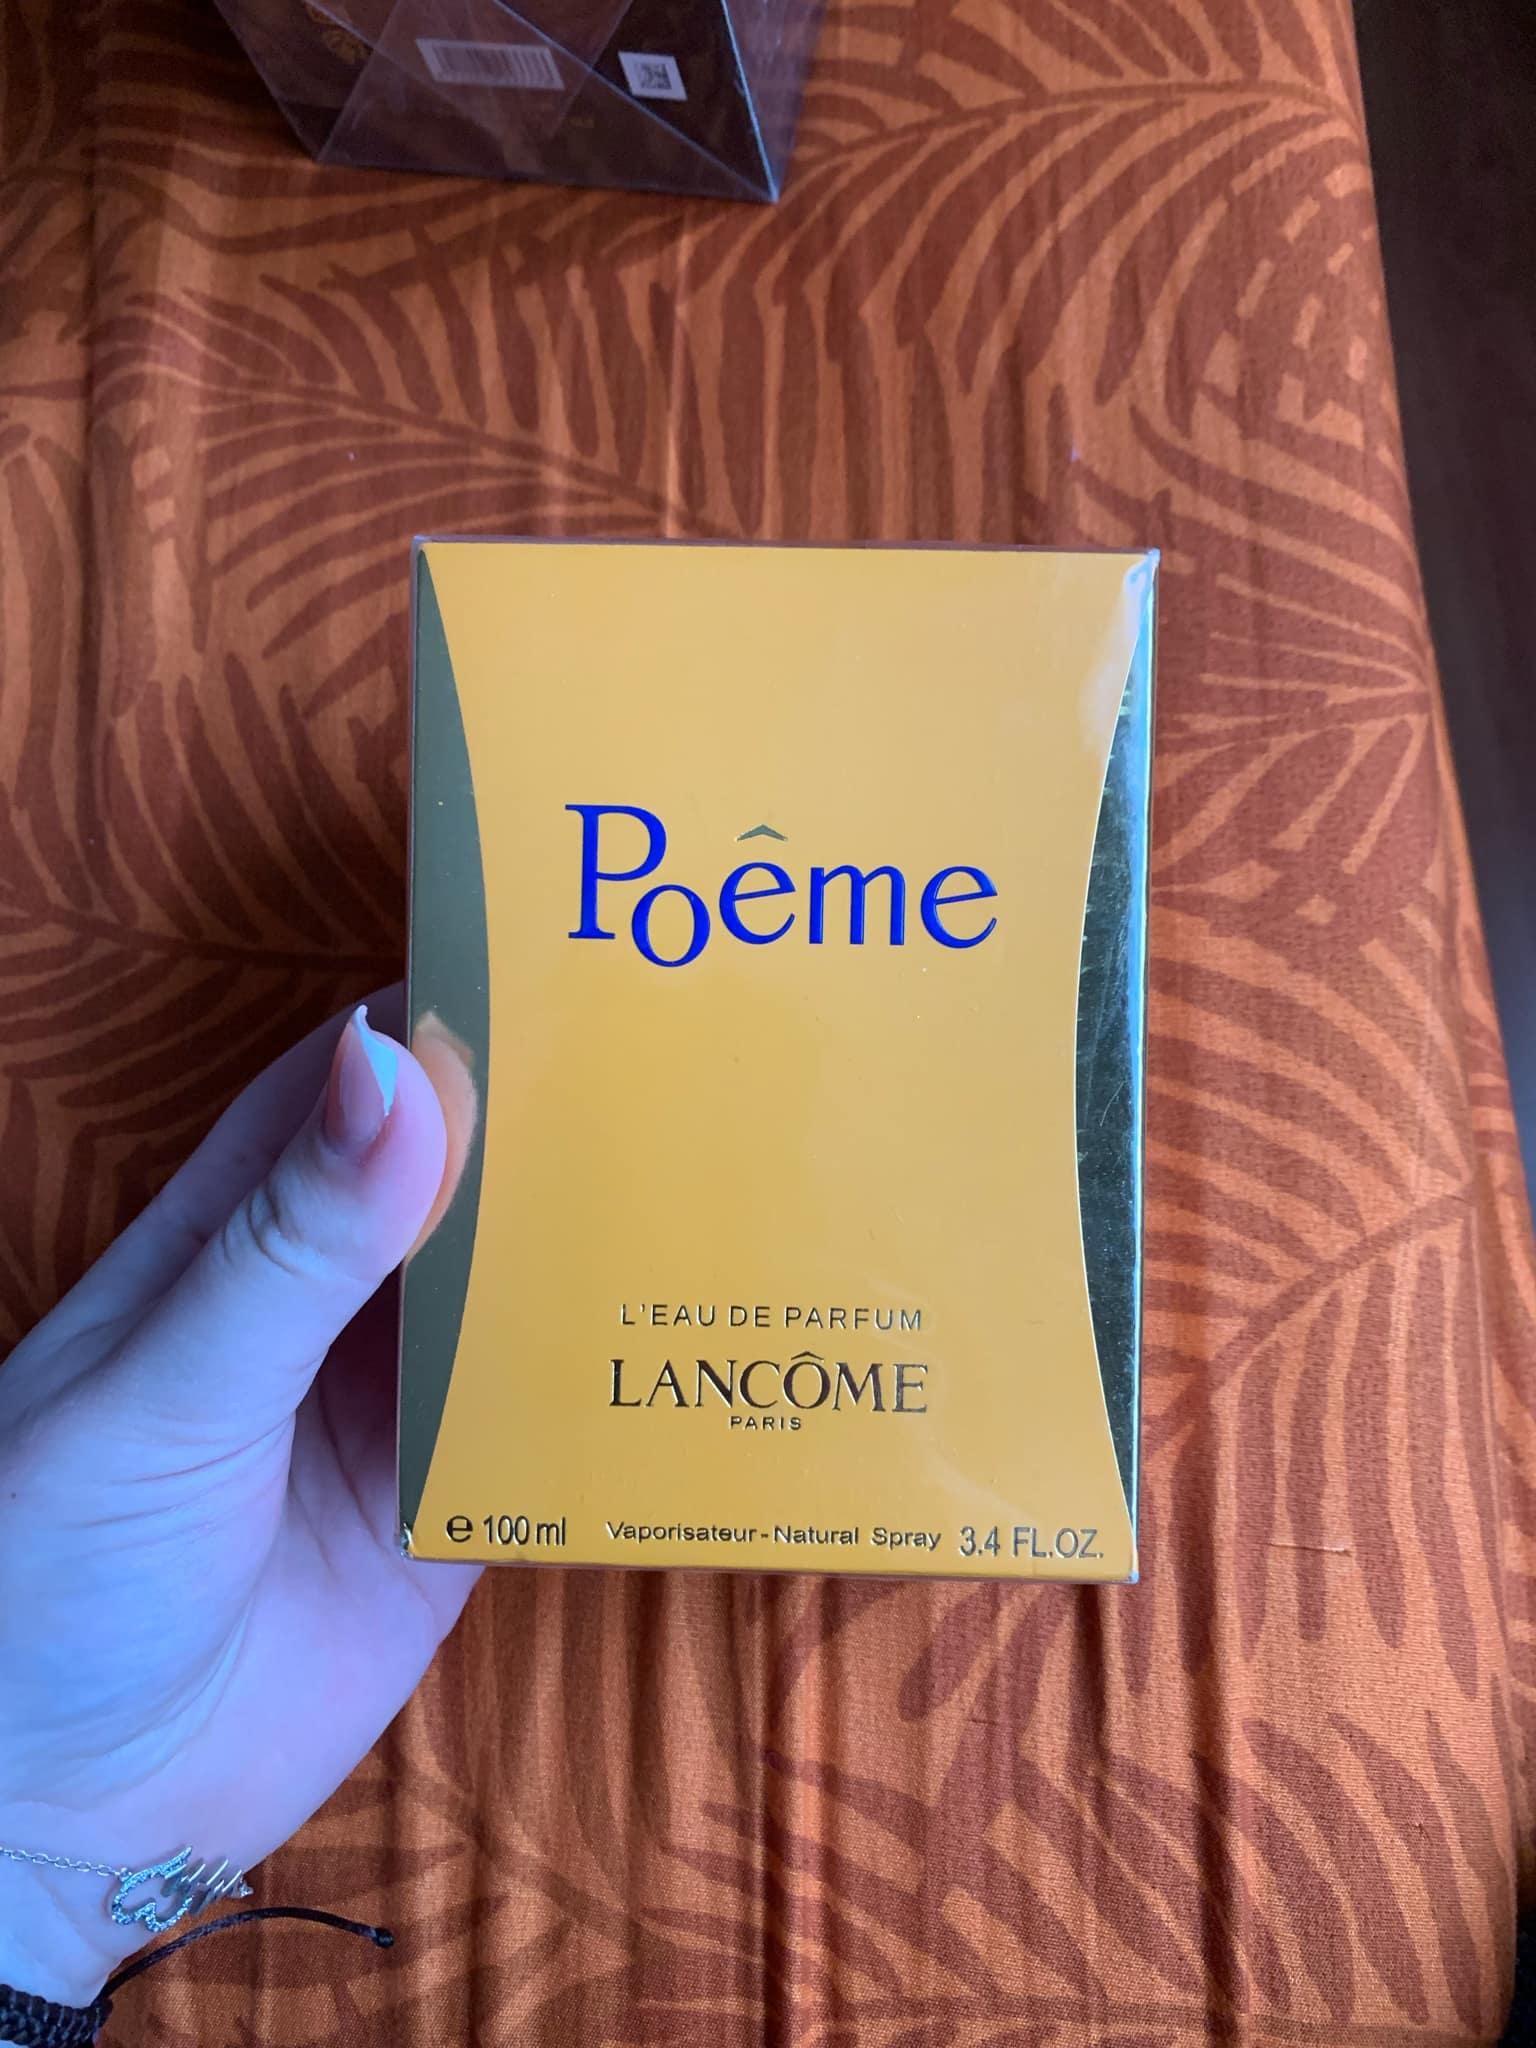 Poême
L'EAU DE PARFUM
LANCÔME
PARIS
e 100 ml Vaporisateur-Natural Spray 3.4 FL.OZ.